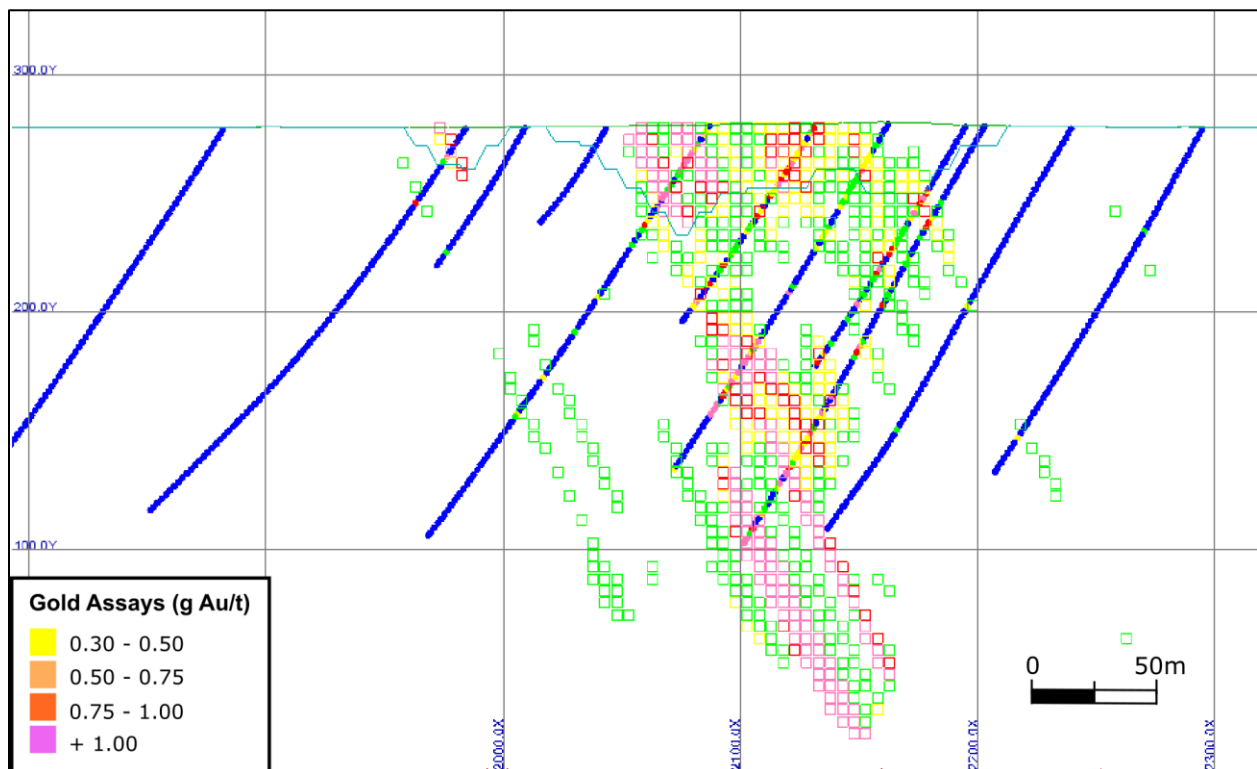 300.0Y
200.0Y
100.0Y
Gold Assays (g Au/t)
0.30 - 0.50
0.50 - 0.75
0.75 - 1.00
+ 1.00
0 50m
2000.0X
2100.0X
2200.0X
2300.0X